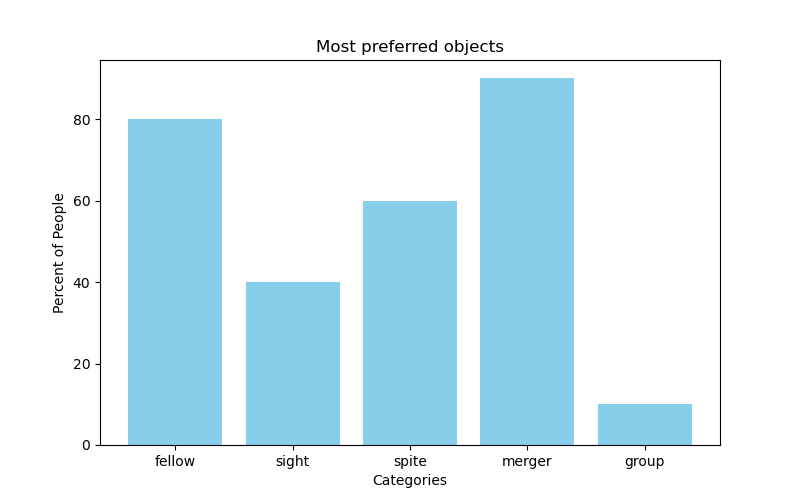 Most preferred objects
Percent of People
80
60
40
20
0
fellow sight spite merger group
Categories